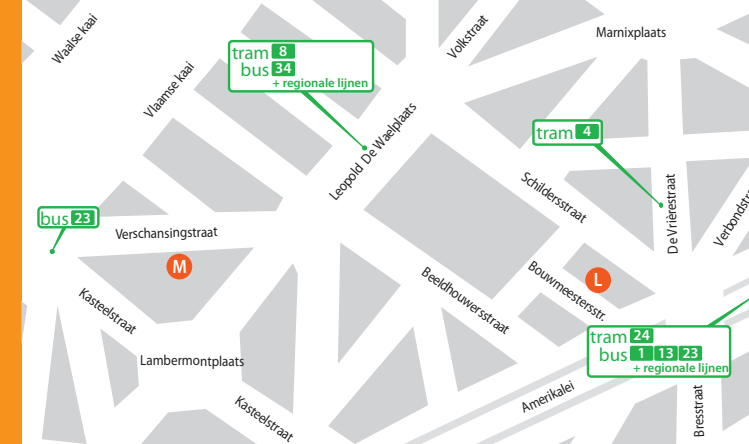 Waalse kaai
Vlaamse kaai
tram 8
bus 34
+ regionale lijnen
Volkstraat
Marnixplaats
Leopold De Waelplaats
tram 4
Schildersstraat
De Vrièrestraat
bus 23
Verschansingstraat
M
Kasteelstraat
Beeldhouwersstraat
Bouwmeestersstr.
L
tram 24
bus 1 13 23
+ regionale lijnen
Lambermontplaats
Kasteelstraat
Amerikalei
Bresstraat